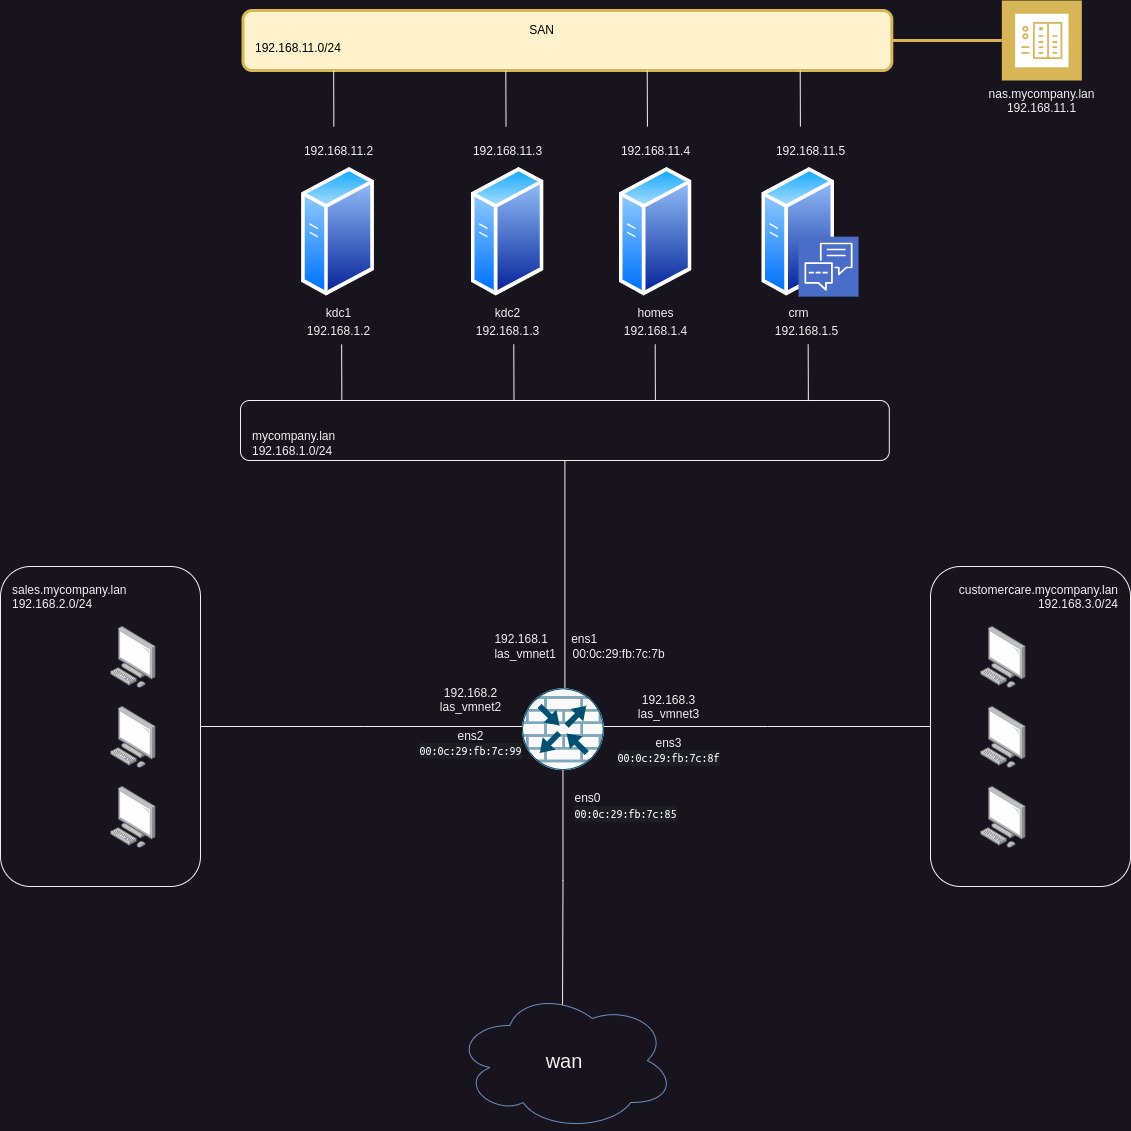 SAN
192.168.11.0/24
nas.mycompany.lan
192.168.11.1
192.168.11.2
192.168.11.3
192.168.11.4
192.168.11.5
kdc1
192.168.1.2
kdc2
192.168.1.3
homes
192.168.1.4
crm
192.168.1.5
mycompany.lan
192.168.1.0/24
sales.mycompany.lan
192.168.2.0/24
customercare.mycompany.lan
192.168.3.0/24
192.168.1
las_vmnet1
ens1
00:0c:29:fb:7c:7b
192.168.2
las_vmnet2
ens2
00:0c:29:fb:7c:99
192.168.3
las_vmnet3
ens3
00:0c:29:fb:7c:8f
ens0
00:0c:29:fb:7c:85
wan